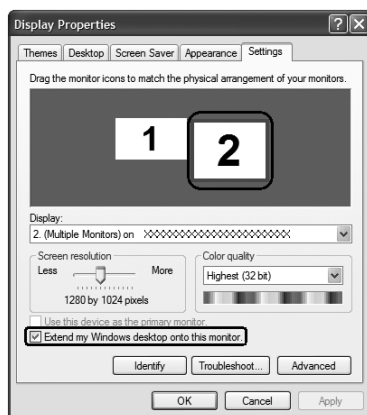 Display Properties
Themes Desktop Screen Saver Appearance Settings
Drag the monitor icons to match the physical arrangement of your monitors.
1 2
Display:
2. (Multiple Monitors) on XXXXXXXXXXXXXXXXXXXXXXX
Screen resolution Color quality
Less More Highest (32 bit)
1280 by 1024 pixels
Use this device as the primary monitor.
Extend my Windows desktop onto this monitor.
Identify Troubleshoot... Advanced
OK Cancel Apply